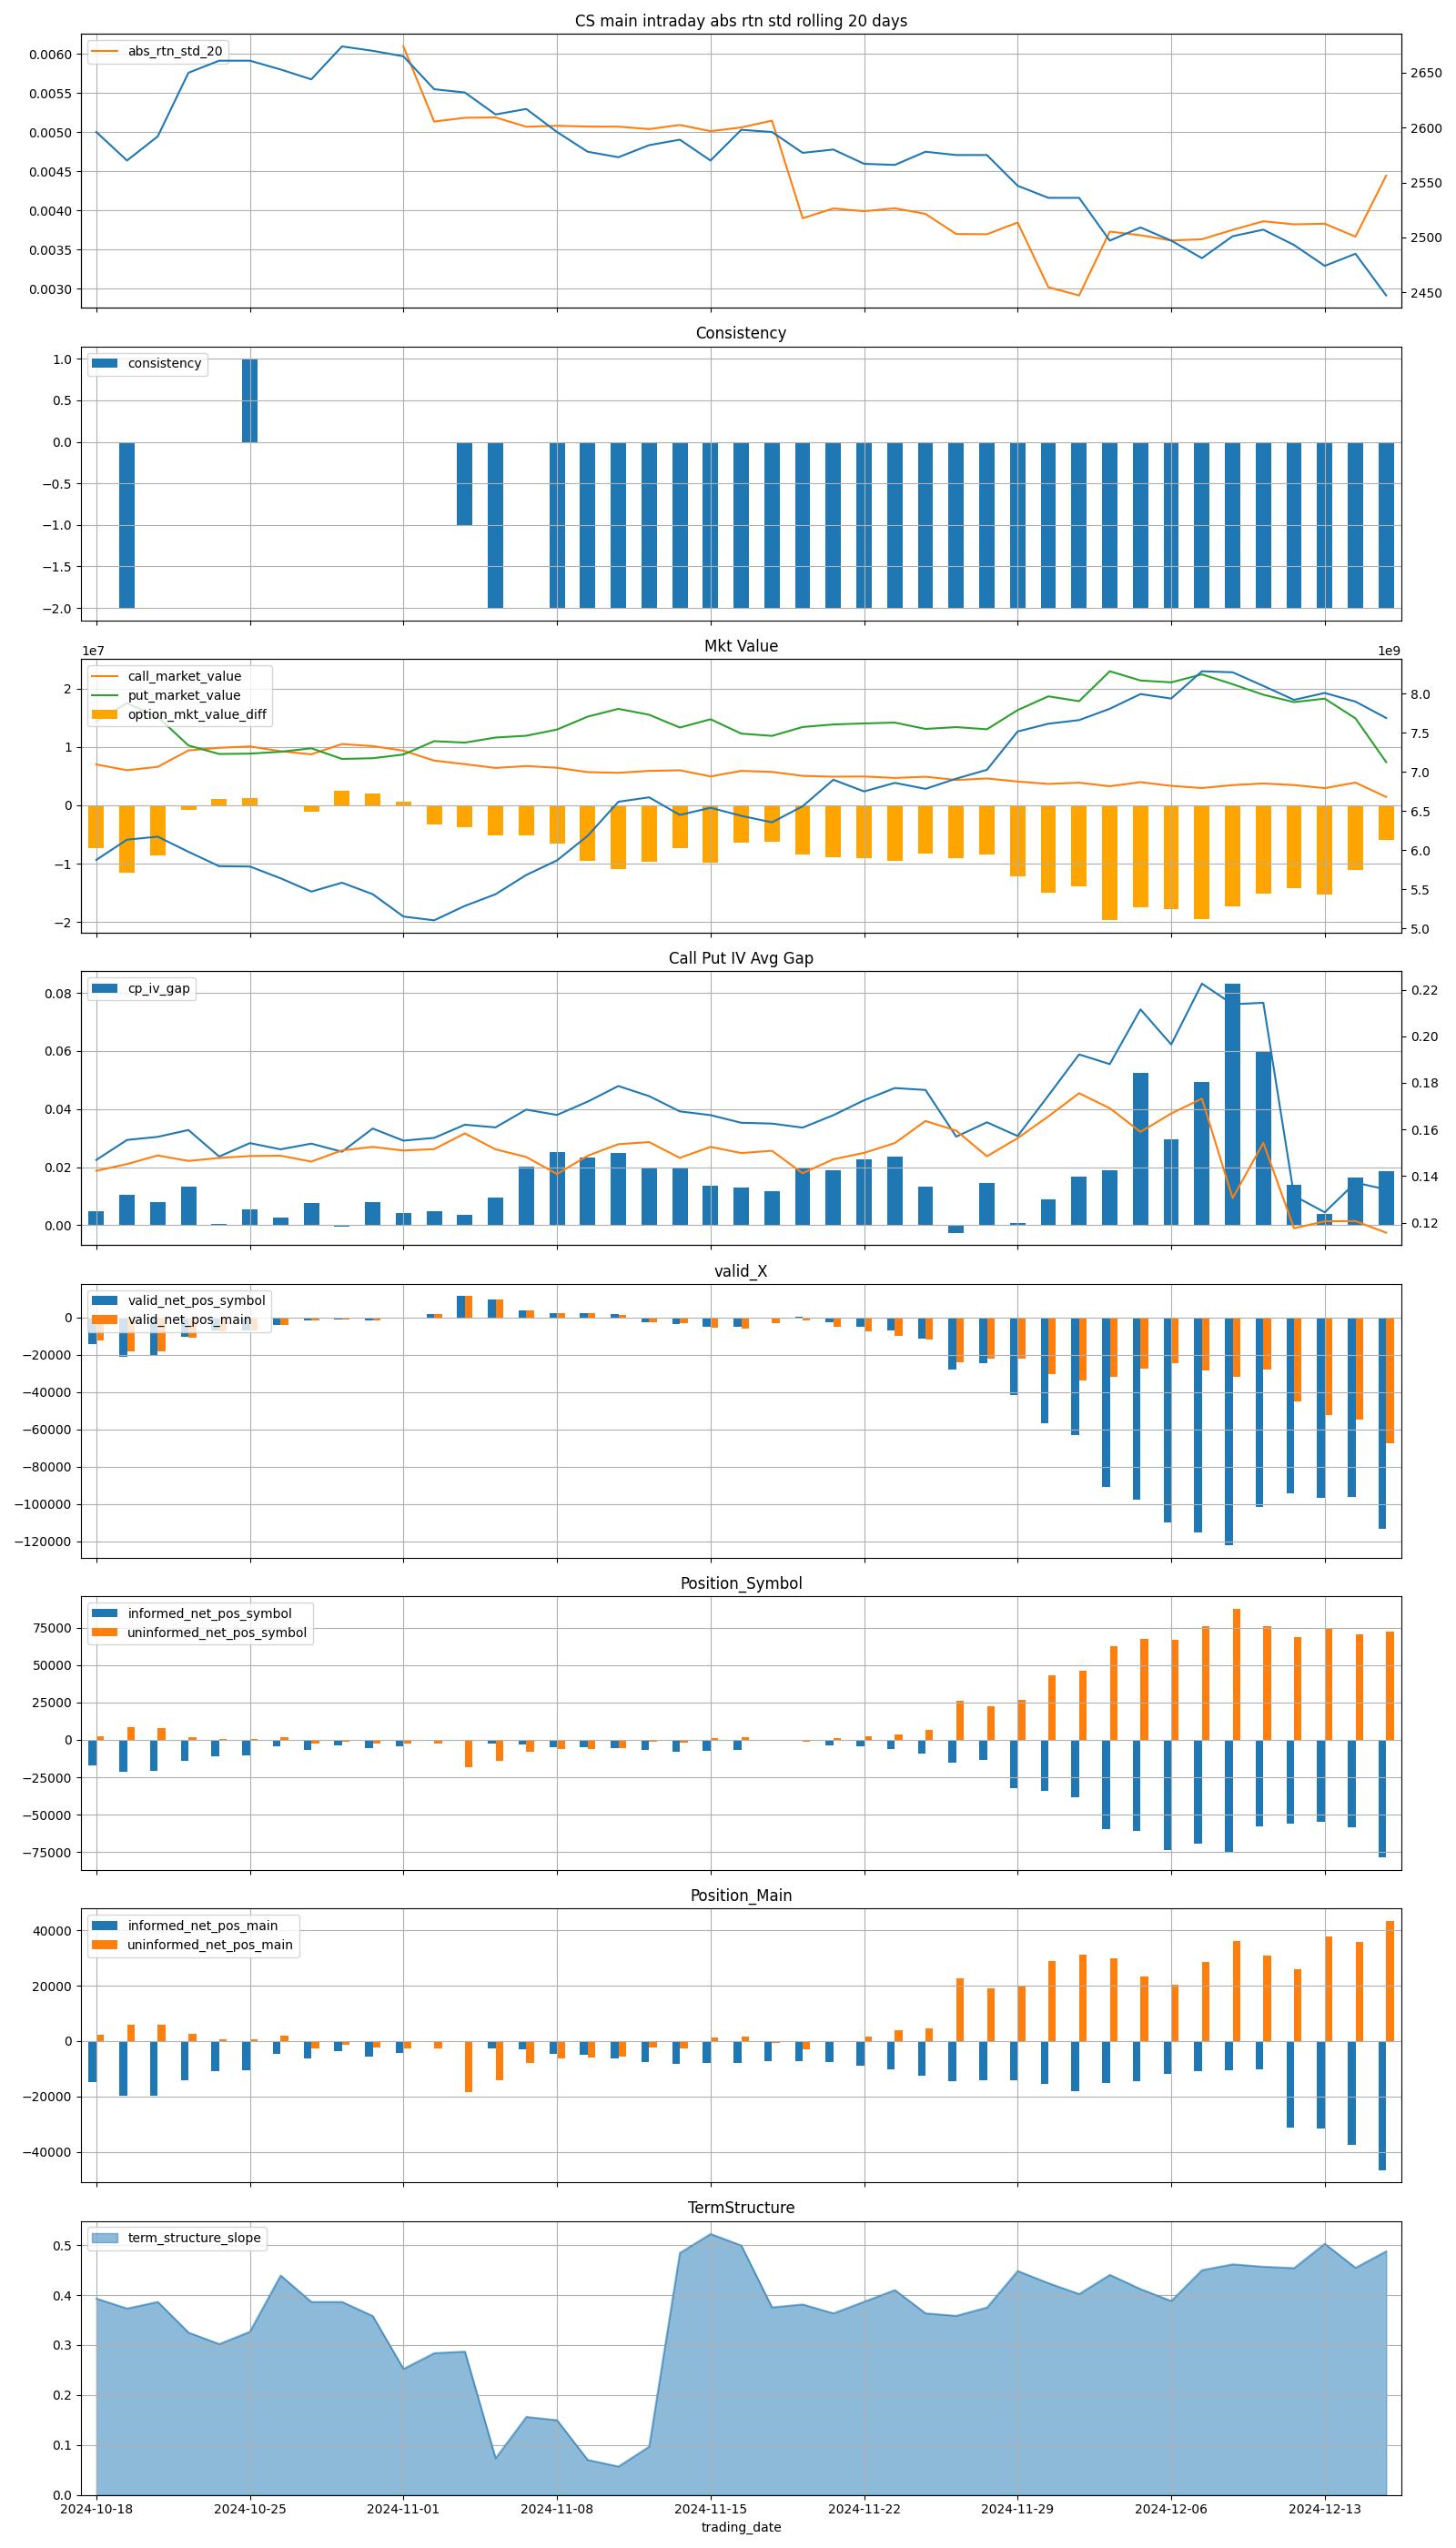 CS main intraday abs rtn std rolling 20 days
abs_rtn_std_20
0.0060
0.0055
0.0050
0.0045
0.0040
0.0035
0.0030
2650
2600
2550
2500
2450
Consistency
consistency
1.0
0.5
0.0
−0.5
−1.0
−1.5
−2.0
Mkt Value
1e7
1e9
call_market_value
put_market_value
option_mkt_value_diff
2
1
0
−1
−2
8.0
7.5
7.0
6.5
6.0
5.5
5.0
Call Put IV Avg Gap
cp_iv_gap
0.08
0.06
0.04
0.02
0.00
0.22
0.20
0.18
0.16
0.14
0.12
valid_X
valid_net_pos_symbol
valid_net_pos_main
0
−20000
−40000
−60000
−80000
−100000
−120000
Position_Symbol
informed_net_pos_symbol
uninformed_net_pos_symbol
75000
50000
25000
0
−25000
−50000
−75000
Position_Main
informed_net_pos_main
uninformed_net_pos_main
40000
20000
0
−20000
−40000
TermStructure
term_structure_slope
0.5
0.4
0.3
0.2
0.1
0.0
2024-10-18 2024-10-25 2024-11-01 2024-11-08 2024-11-15 2024-11-22 2024-11-29 2024-12-06 2024-12-13
trading_date